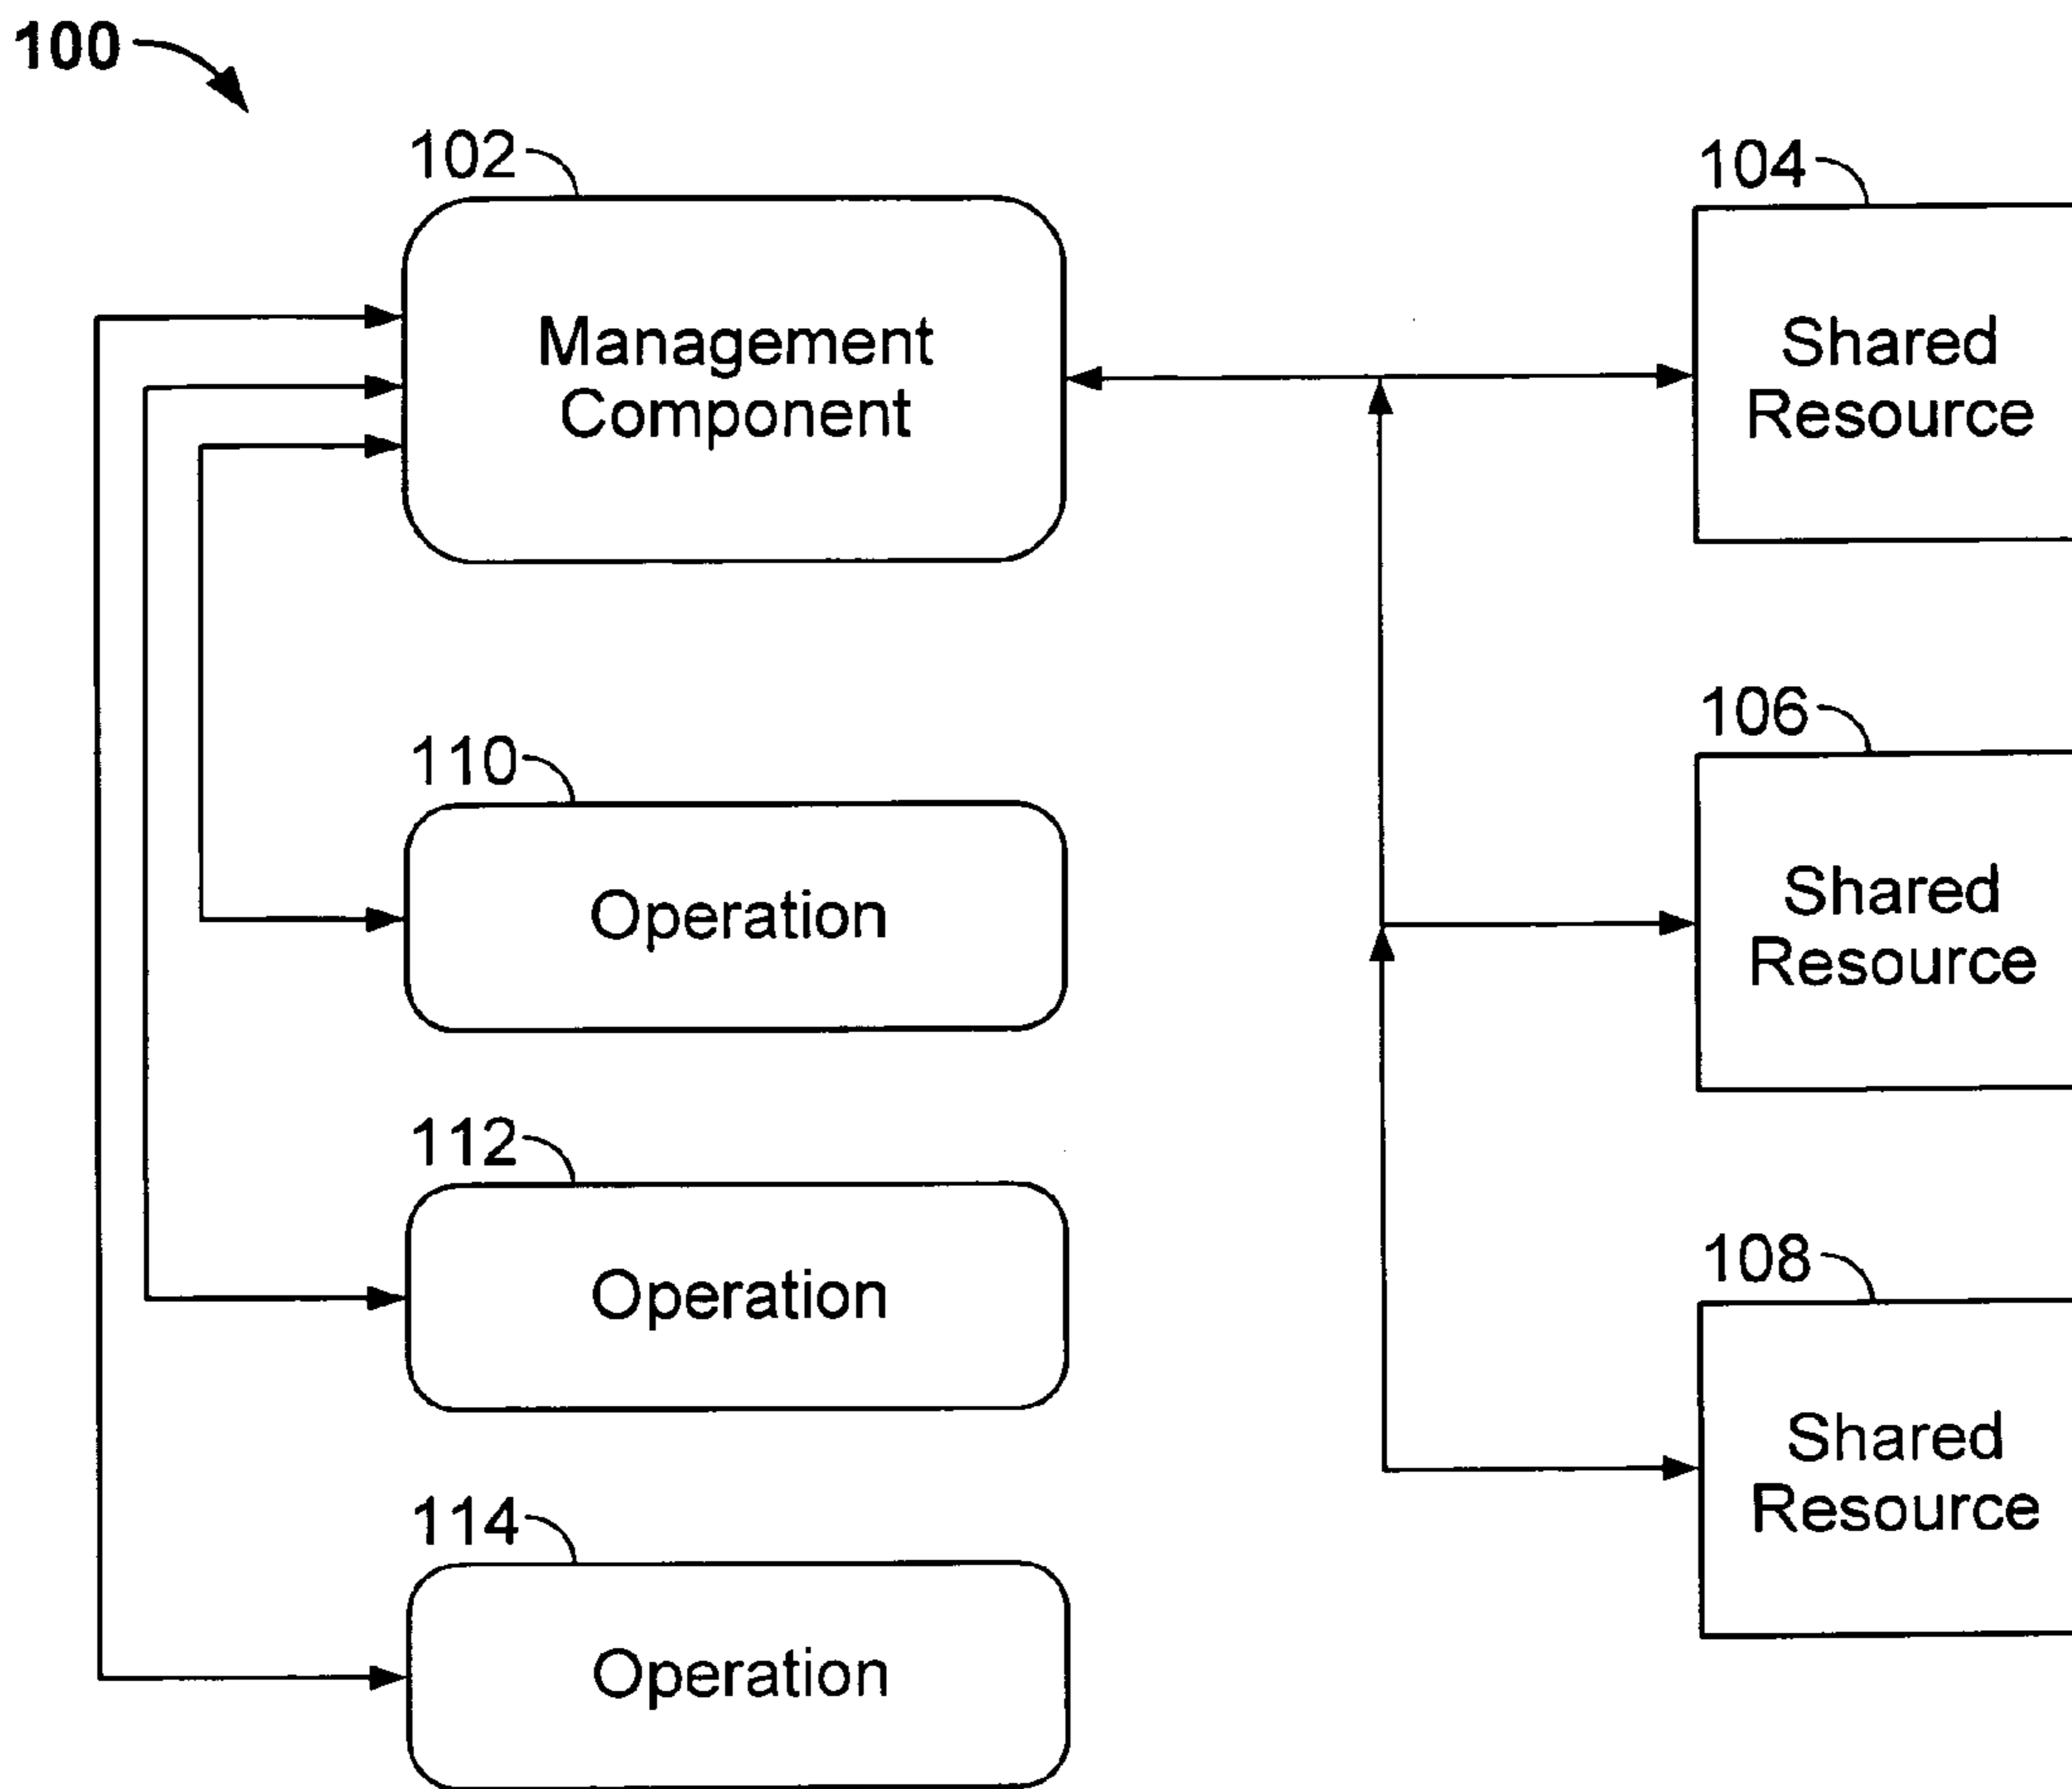 100
102
104
Management
Component
Shared
Resource
106
110
Shared
Resource
Operation
112
108
Operation
Shared
Resource
114
Operation